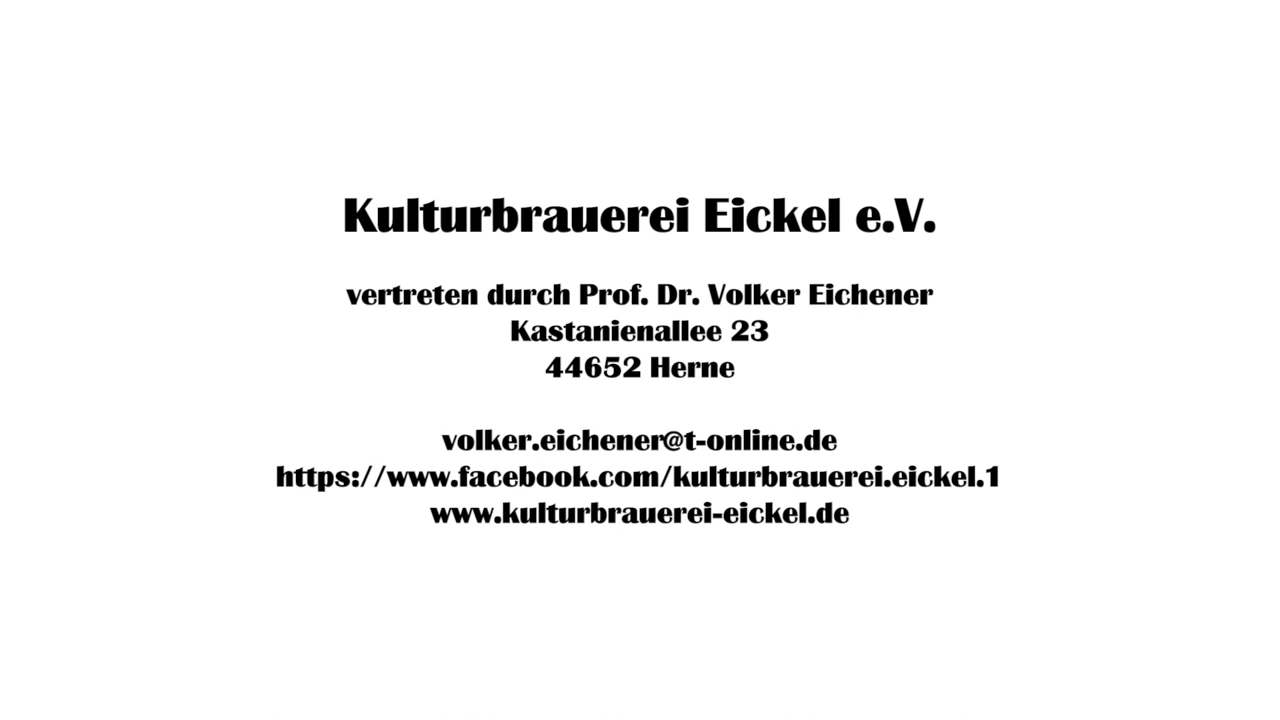 Kulturbrauerei Eickel e.V.
vertreten durch Prof. Dr. Volker Eichener
Kastanienallee 23
44652 Herne
volker.eichener@t-online.de
https://www.facebook.com/kulturbrauerei.eickel.1
www.kulturbrauerei-eickel.de